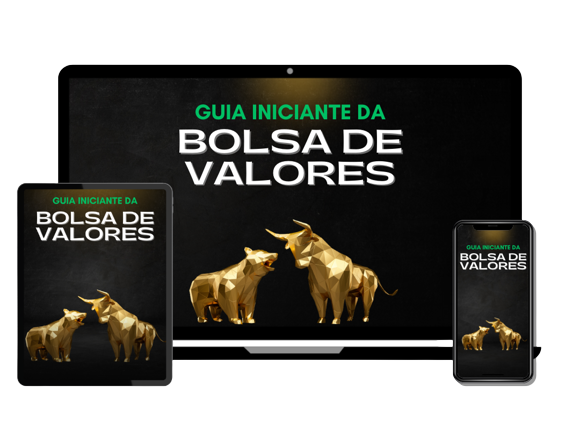 GUIA INICIANTE DA
BOLSA DE
VALORES
GUIA INICIANTE DA
BOLSA DE
VALORES
GUIA INICIANTE DA
BOLSA DE
VALORES